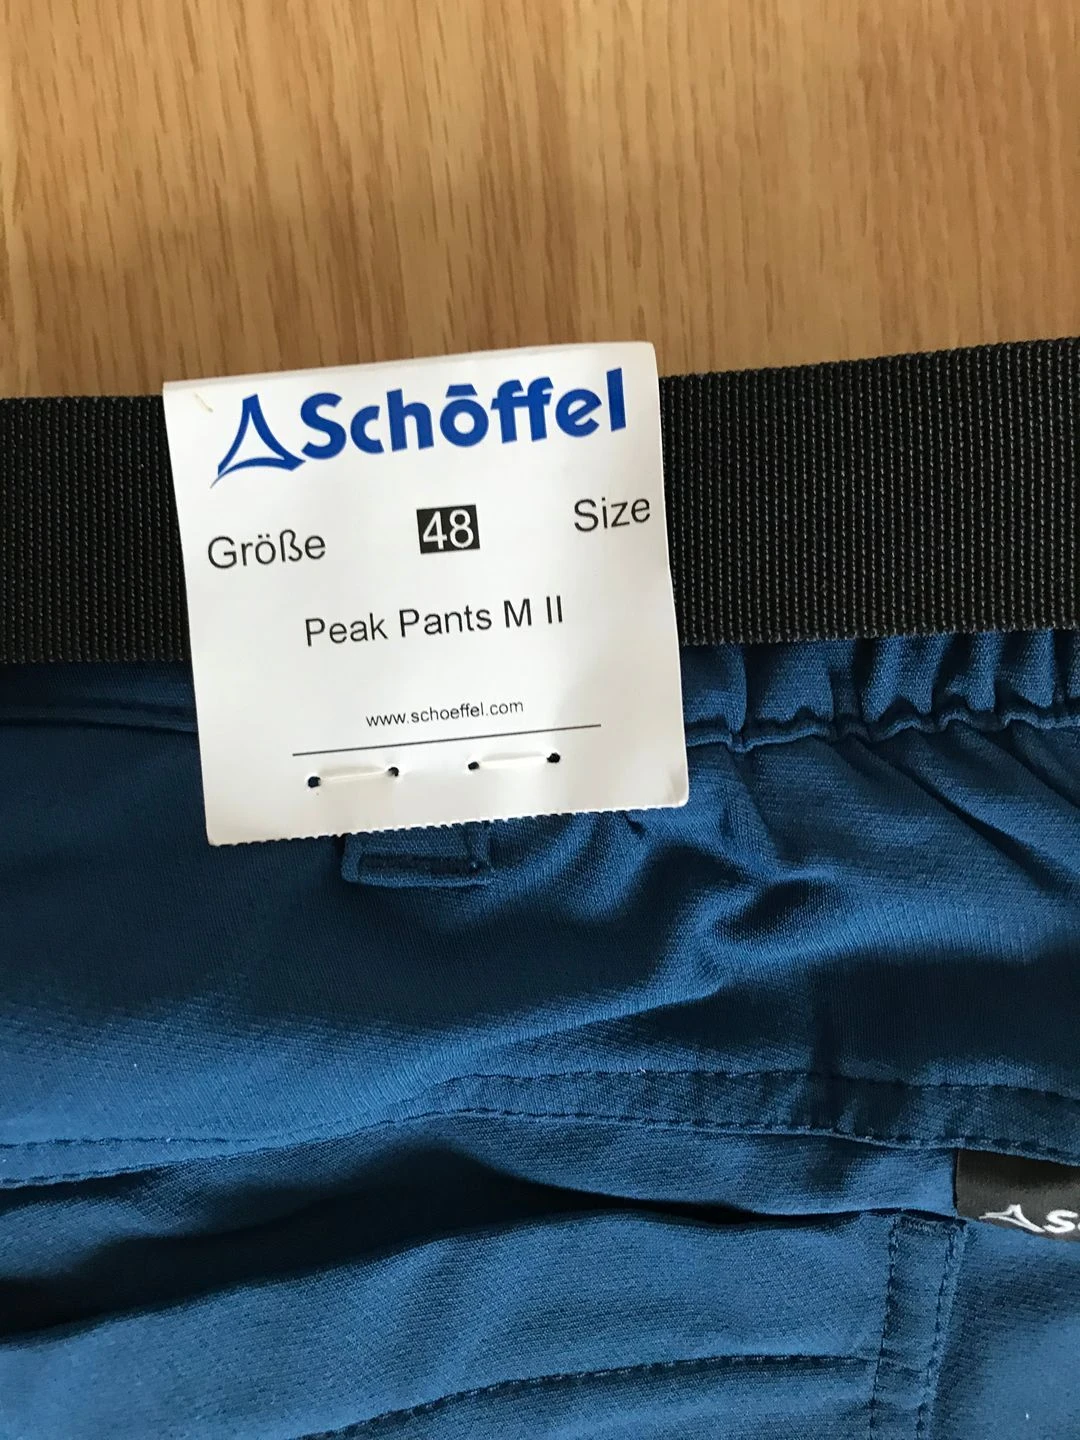 Schöffel
Größe 48 Size
Peak Pants M II
www.schoeffel.com